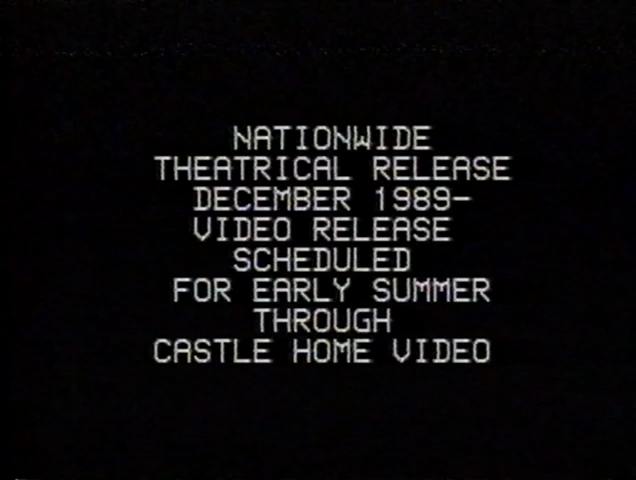 NATIONWIDE
THEATRICAL RELEASE
DECEMBER 1989-
VIDEO RELEASE
SCHEDULED
FOR EARLY SUMMER
THROUGH
CASTLE HOME VIDEO